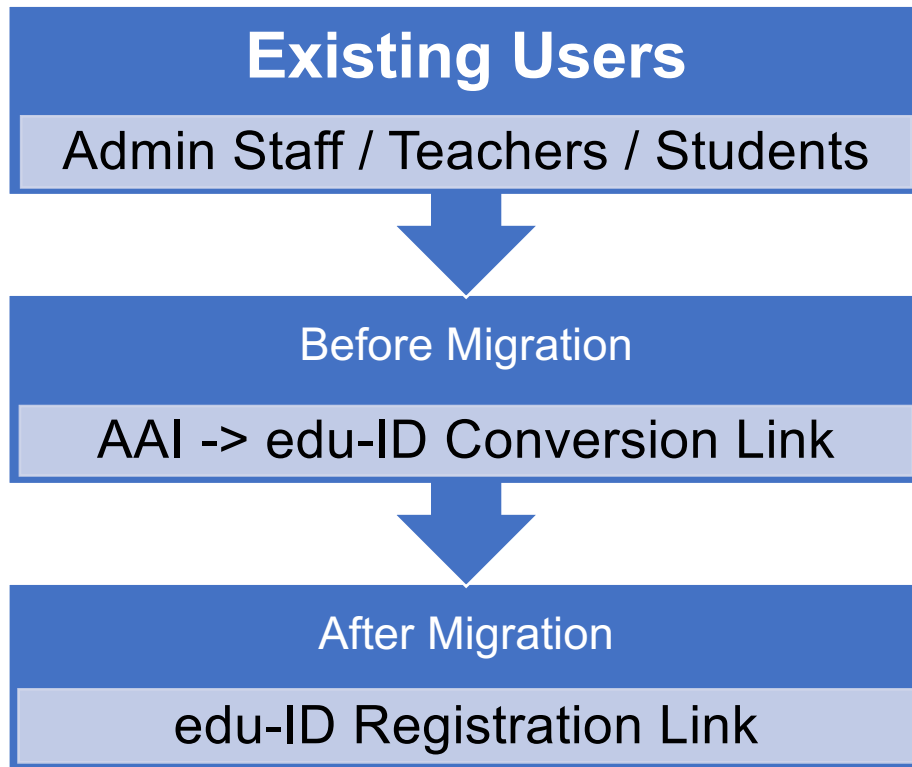 Existing Users
Admin Staff / Teachers / Students
Before Migration
AAI -> edu-ID Conversion Link
After Migration
edu-ID Registration Link